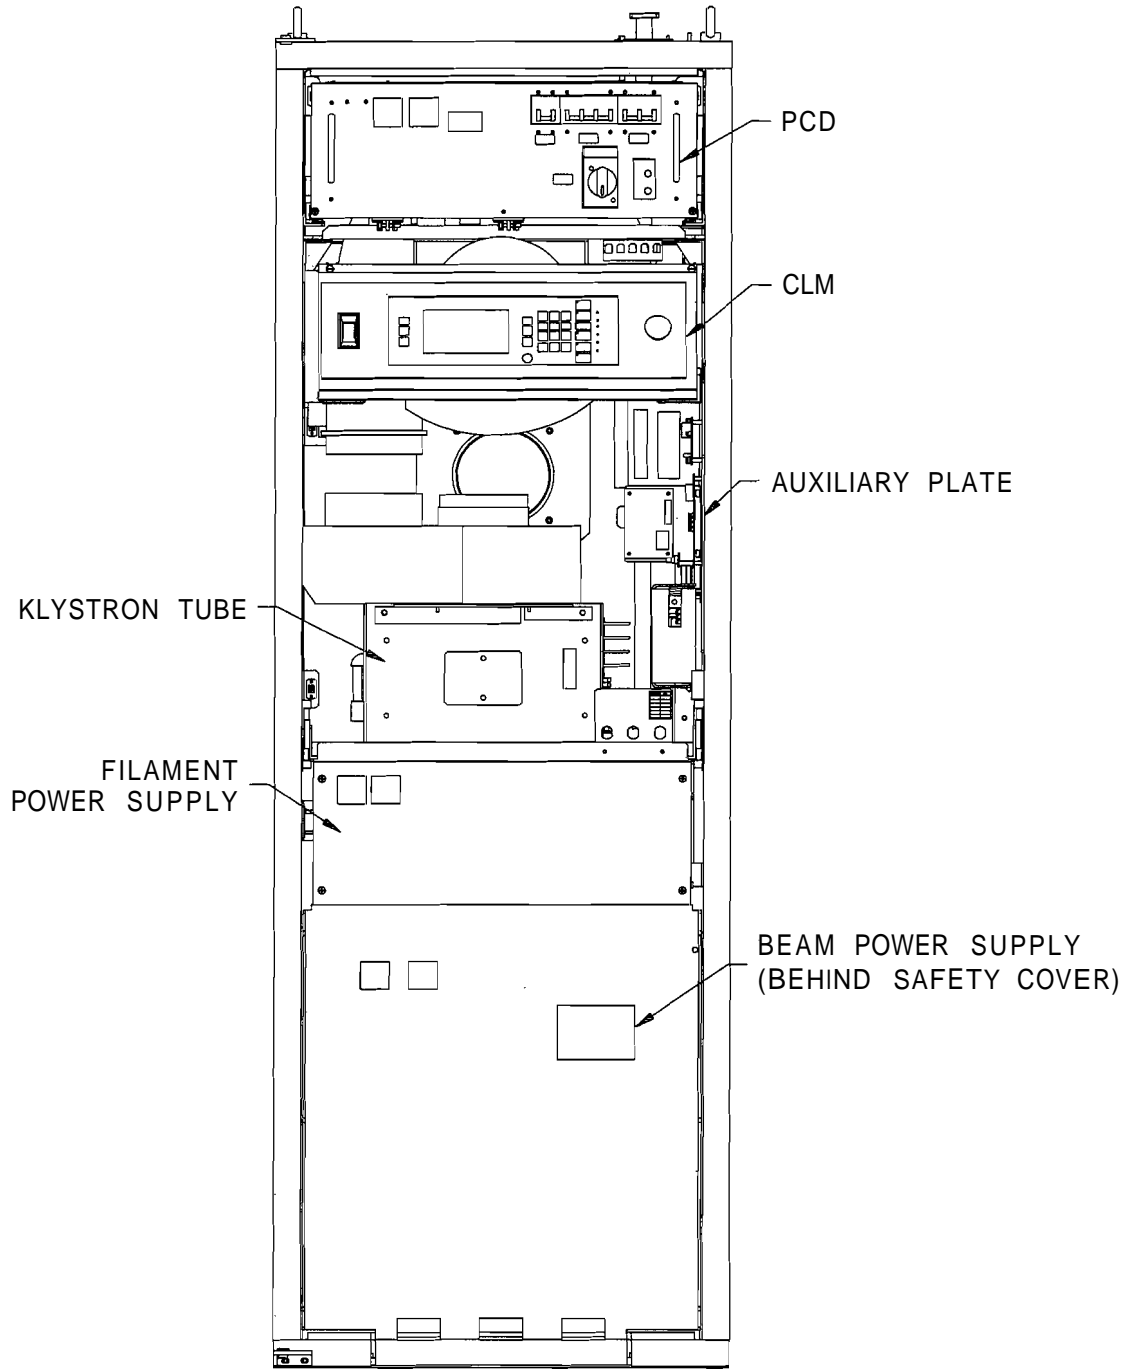 PCD
CLM
AUXILIARY PLATE
KLYSTRON TUBE
FILAMENT
POWER SUPPLY
BEAM POWER SUPPLY
(BEHIND SAFETY COVER)